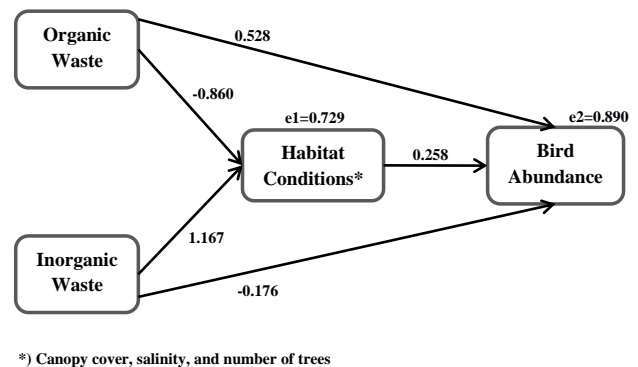 Organic
Waste
0.528
-0.860
e1=0.729
e2=0.890
Habitat
Conditions*
0.258
Bird
Abundance
Inorganic
Waste
1.167
-0.176
*) Canopy cover, salinity, and number of trees